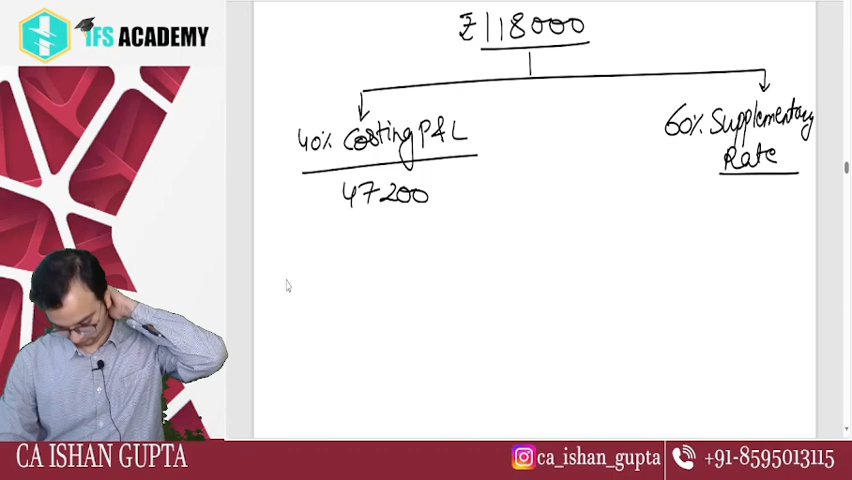 IFS ACADEMY
₹118000
40% Costing P & L
47200
60% Supplementary
Rate
CA ISHAN GUPTA
ca_ishan_gupta
+91-8595013115